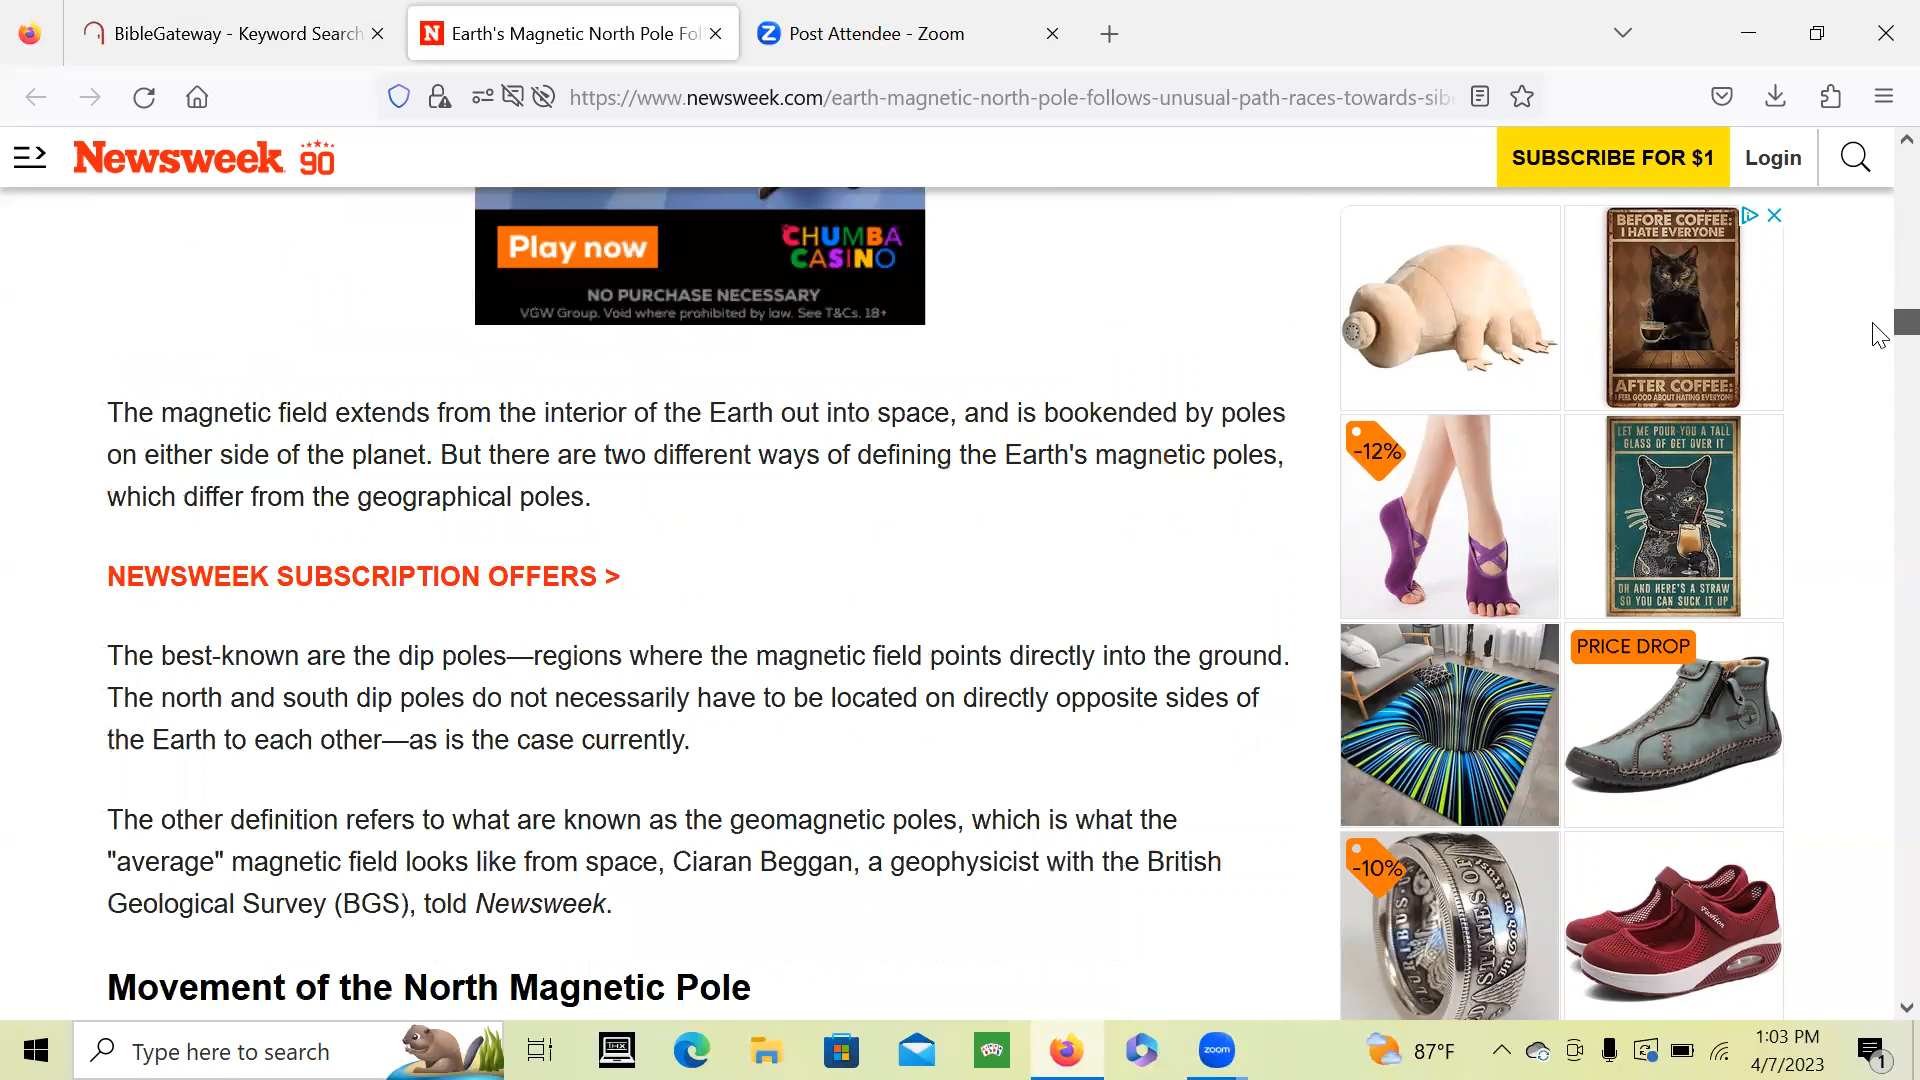 BibleGateway - Keyword Search
Earth's Magnetic North Pole Fol
Post Attendee - Zoom
https://www.newsweek.com/earth-magnetic-north-pole-follows-unusual-path-races-towards-sibe
Newsweek 90
SUBSCRIBE FOR $1
Login
Play now
CHUMBA
CASINO
NO PURCHASE NECESSARY
VGW Group. Void where prohibited by law. See T&Cs. 18+
The magnetic field extends from the interior of the Earth out into space, and is bookended by poles
on either side of the planet. But there are two different ways of defining the Earth's magnetic poles,
which differ from the geographical poles.
NEWSWEEK SUBSCRIPTION OFFERS >
The best-known are the dip poles—regions where the magnetic field points directly into the ground.
The north and south dip poles do not necessarily have to be located on directly opposite sides of
the Earth to each other—as is the case currently.
The other definition refers to what are known as the geomagnetic poles, which is what the
"average" magnetic field looks like from space, Ciaran Beggan, a geophysicist with the British
Geological Survey (BGS), told Newsweek.
Movement of the North Magnetic Pole
BEFORE COFFEE:
I HATE EVERYONE
AFTER COFFEE:
I FEEL GOOD ABOUT HATING EVERYONE
-12%
LET ME POUR YOU A TALL
GLASS OF GET OVER IT
OH AND HERE'S A STRAW
SO YOU CAN SUCK IT UP
PRICE DROP
-10%
STATES OF
Fashion
Type here to search
zoom
87°F
1:03 PM
4/7/2023
1